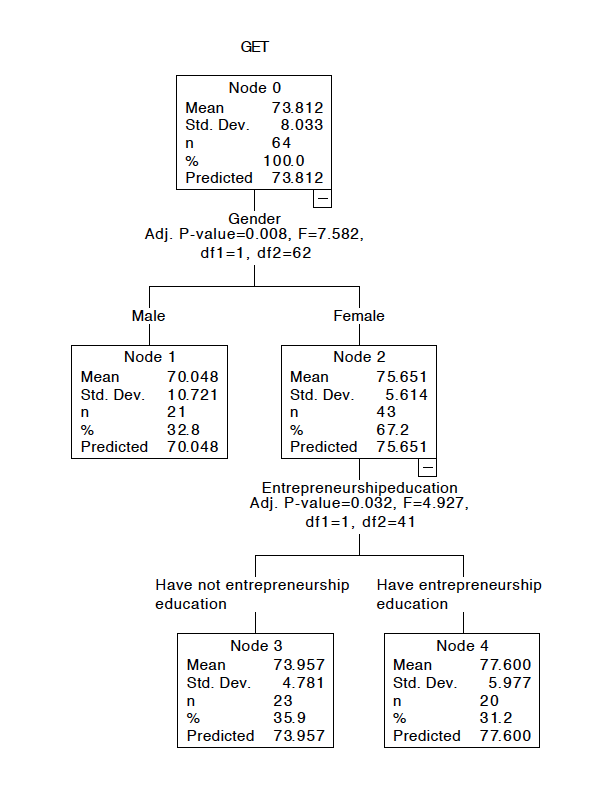 GET
Node 0
Mean 73.812
Std. Dev. 8.033
n 64
% 100.0
Predicted 73.812
Gender
Adj. P-value=0.008, F=7.582,
df1=1, df2=62
Male
Female
Node 1
Mean 70.048
Std. Dev. 10.721
n 21
% 32.8
Predicted 70.048
Node 2
Mean 75.651
Std. Dev. 5.614
n 43
% 67.2
Predicted 75.651
Entrepreneurshipeducation
Adj. P-value=0.032, F=4.927,
df1=1, df2=41
Have not entrepreneurship
education
Have entrepreneurship
education
Node 3
Mean 73.957
Std. Dev. 4.781
n 23
% 35.9
Predicted 73.957
Node 4
Mean 77.600
Std. Dev. 5.977
n 20
% 31.2
Predicted 77.600